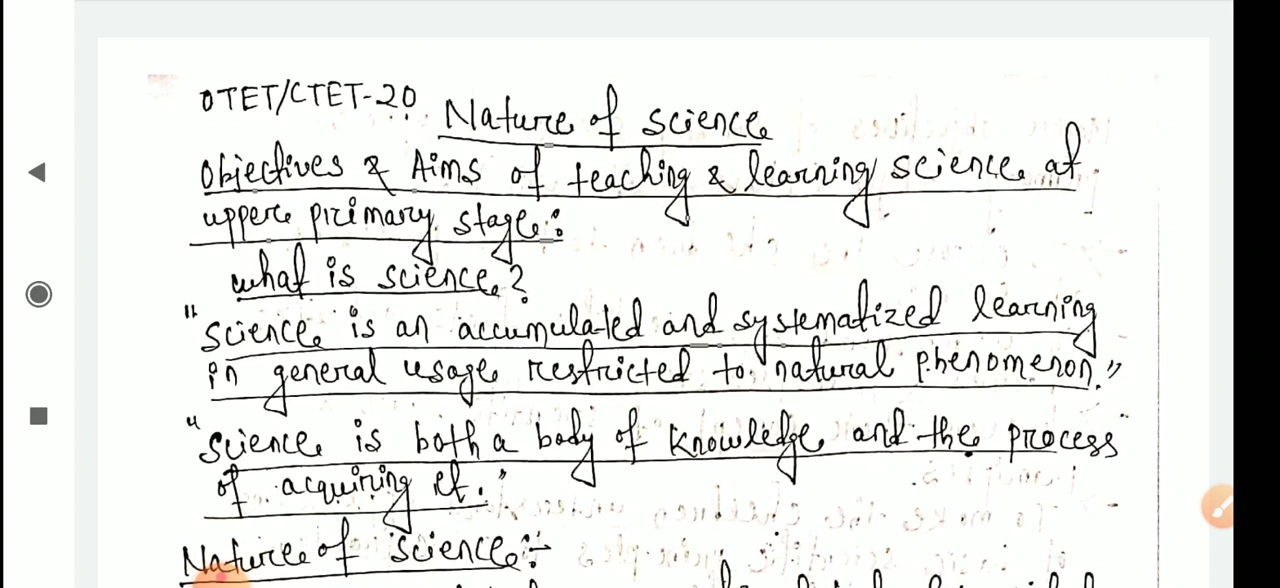 OTET/CTET-20
Nature of science
Objectives & Aims of teaching & learning science at
upper primary stage:
what is science?
"Science is an accumulated and systematized learning
in general usage restricted to natural phenomenon."
"Science is both a body of knowledge and the process
of acquiring it."
Nature of science:-